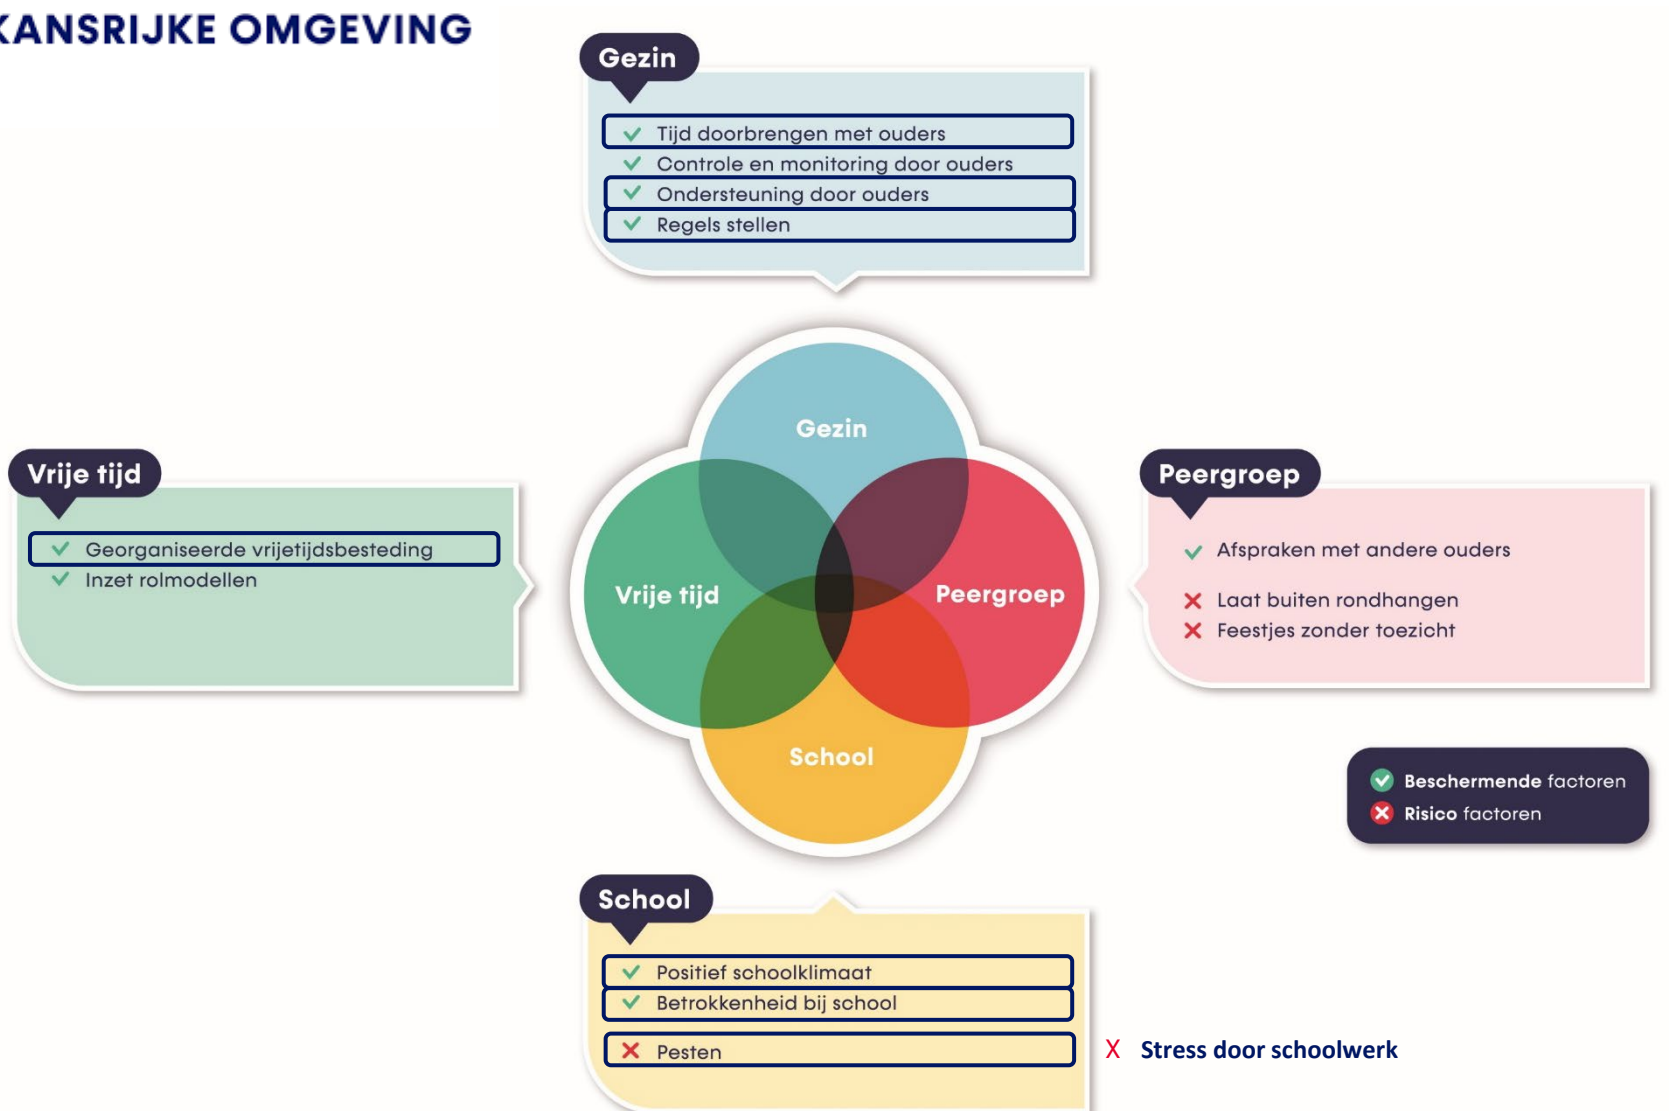 KANSRIJKE OMGEVING
Gezin
Tijd doorbrengen met ouders
Controle en monitoring door ouders
Ondersteuning door ouders
Regels stellen
Vrije tijd
Georganiseerde vrijetijdsbesteding
Inzet rolmodellen
Gezin
Vrije tijd
Peergroep
School
Peergroep
Afspraken met andere ouders
Laat buiten rondhangen
Feestjes zonder toezicht
Beschermende factoren
Risico factoren
School
Positief schoolklimaat
Betrokkenheid bij school
Pesten
X Stress door schoolwerk